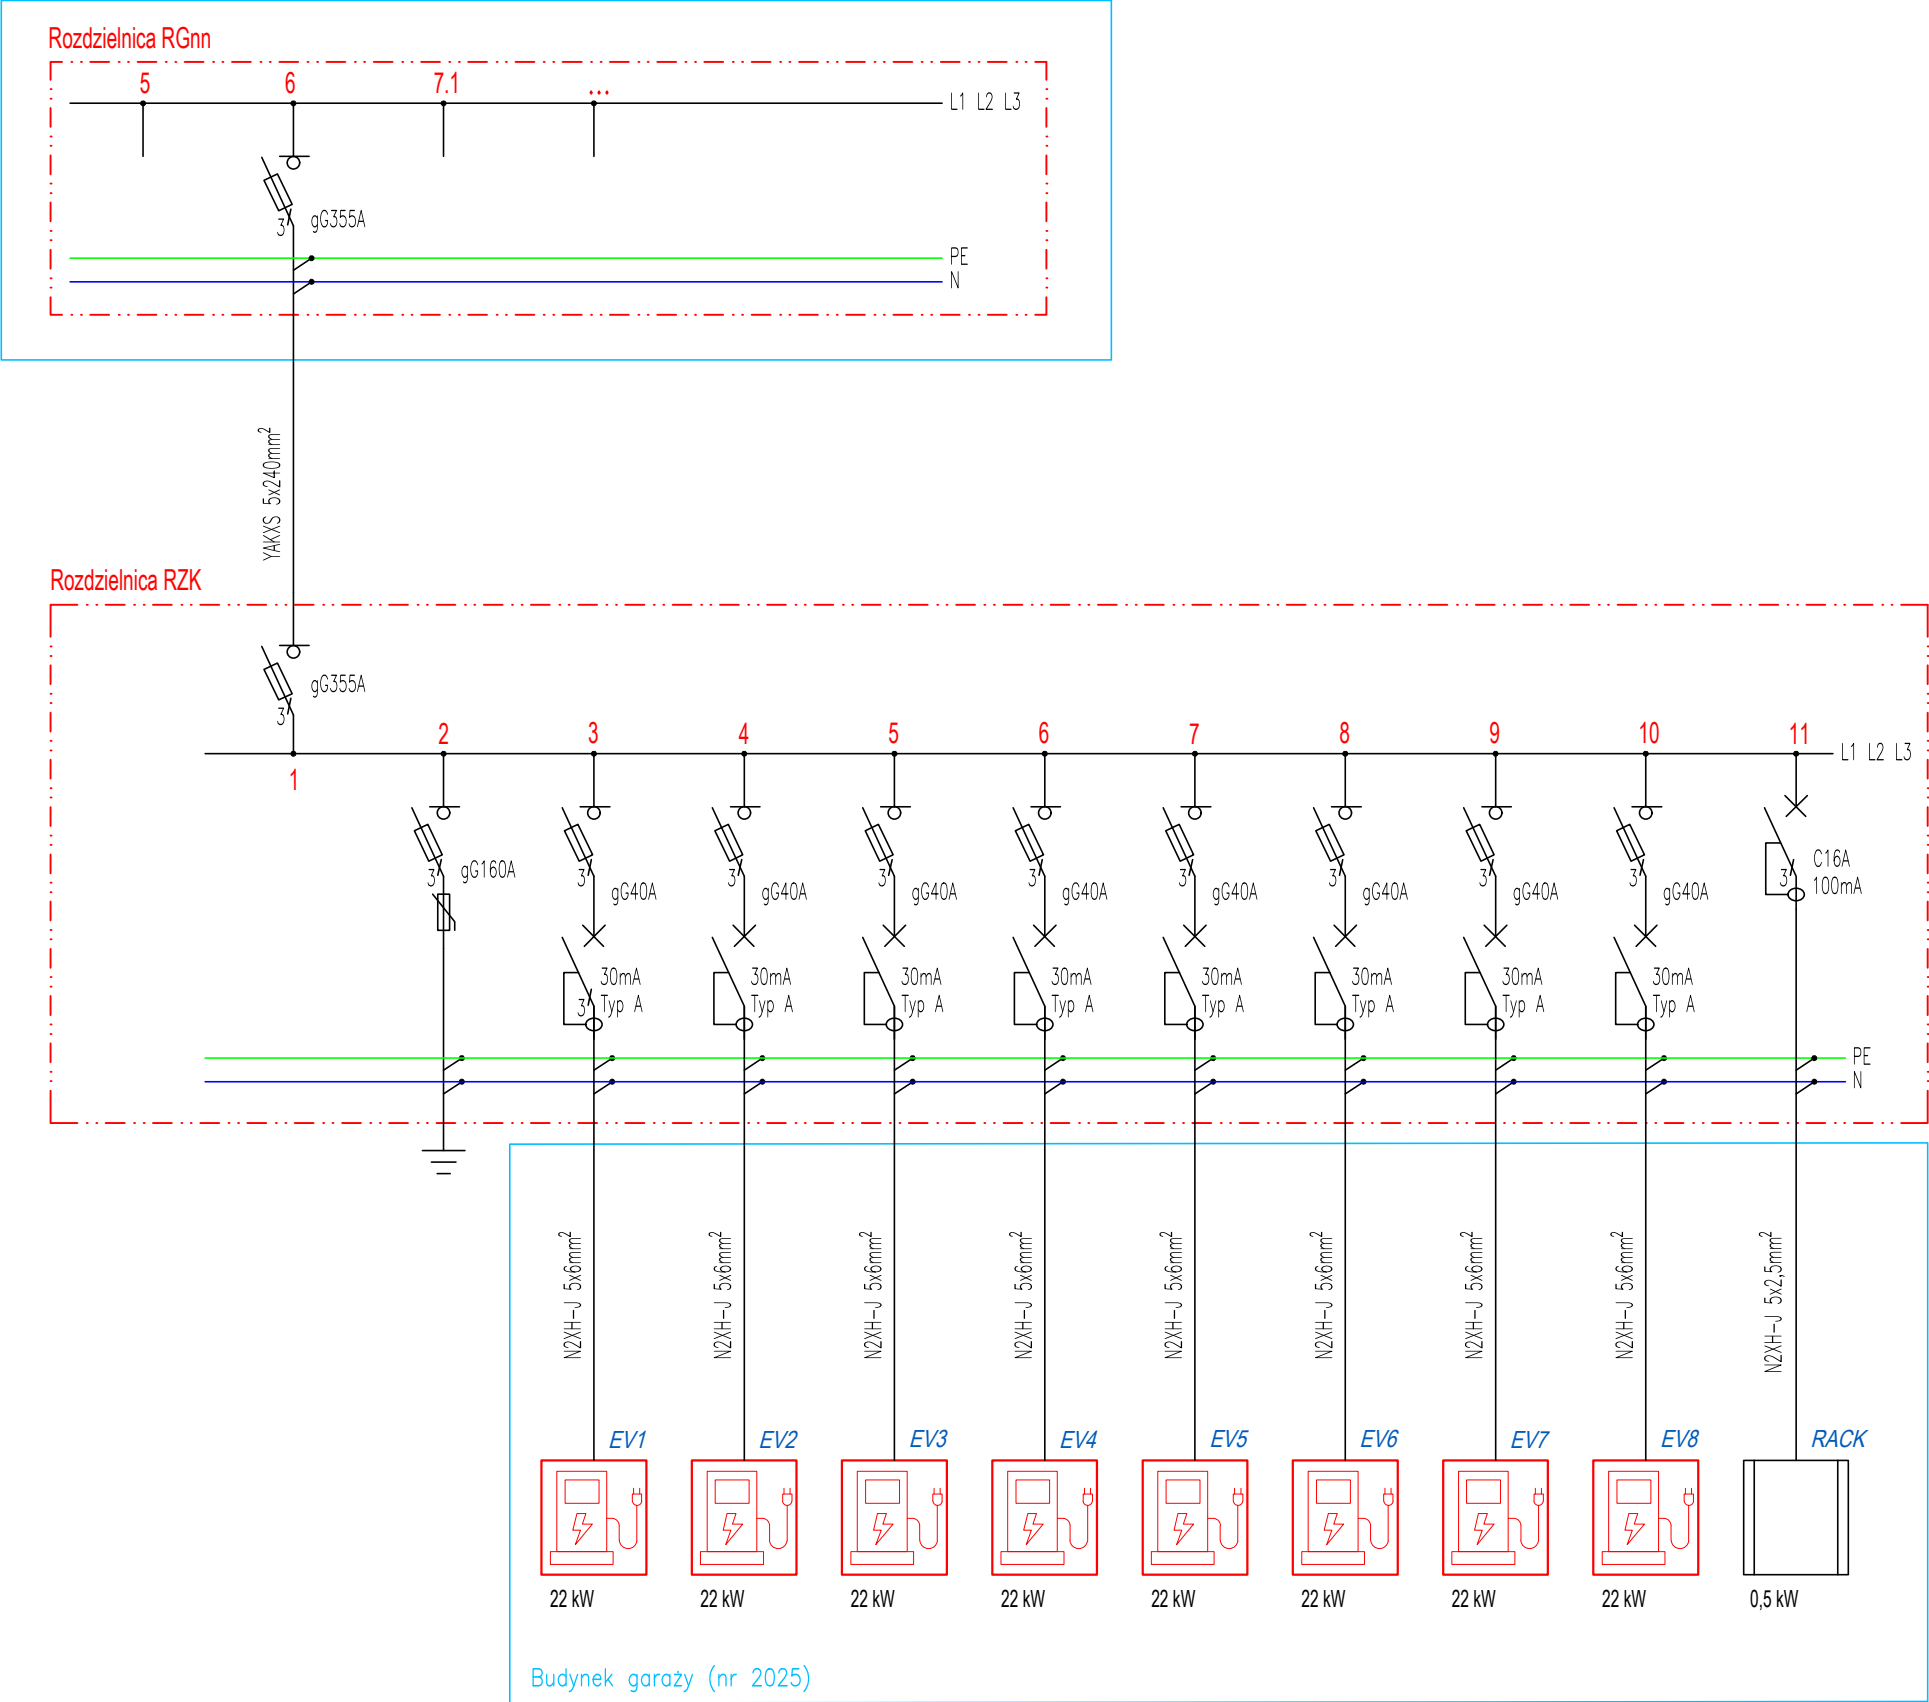 Rozdzielnica RGnn
5 6 7.1 ...
L1 L2 L3
3 gG355A
PE
N
YAKXS 5x240mm²
Rozdzielnica RZK
3 gG355A
2 3 4 5 6 7 8 9 10 11
L1 L2 L3
1
3 gG160A
3 gG40A
3 gG40A
3 gG40A
3 gG40A
3 gG40A
3 gG40A
3 gG40A
3 gG40A
C16A
3 100mA
30mA
3 Typ A
30mA
Typ A
30mA
Typ A
30mA
Typ A
30mA
Typ A
30mA
Typ A
30mA
Typ A
30mA
Typ A
PE
N
N2XH-J 5x6mm²
N2XH-J 5x6mm²
N2XH-J 5x6mm²
N2XH-J 5x6mm²
N2XH-J 5x6mm²
N2XH-J 5x6mm²
N2XH-J 5x6mm²
N2XH-J 5x6mm²
N2XH-J 5x2,5mm²
EV1 EV2 EV3 EV4 EV5 EV6 EV7 EV8 RACK
22 kW 22 kW 22 kW 22 kW 22 kW 22 kW 22 kW 22 kW 0,5 kW
Budynek garaży (nr 2025)